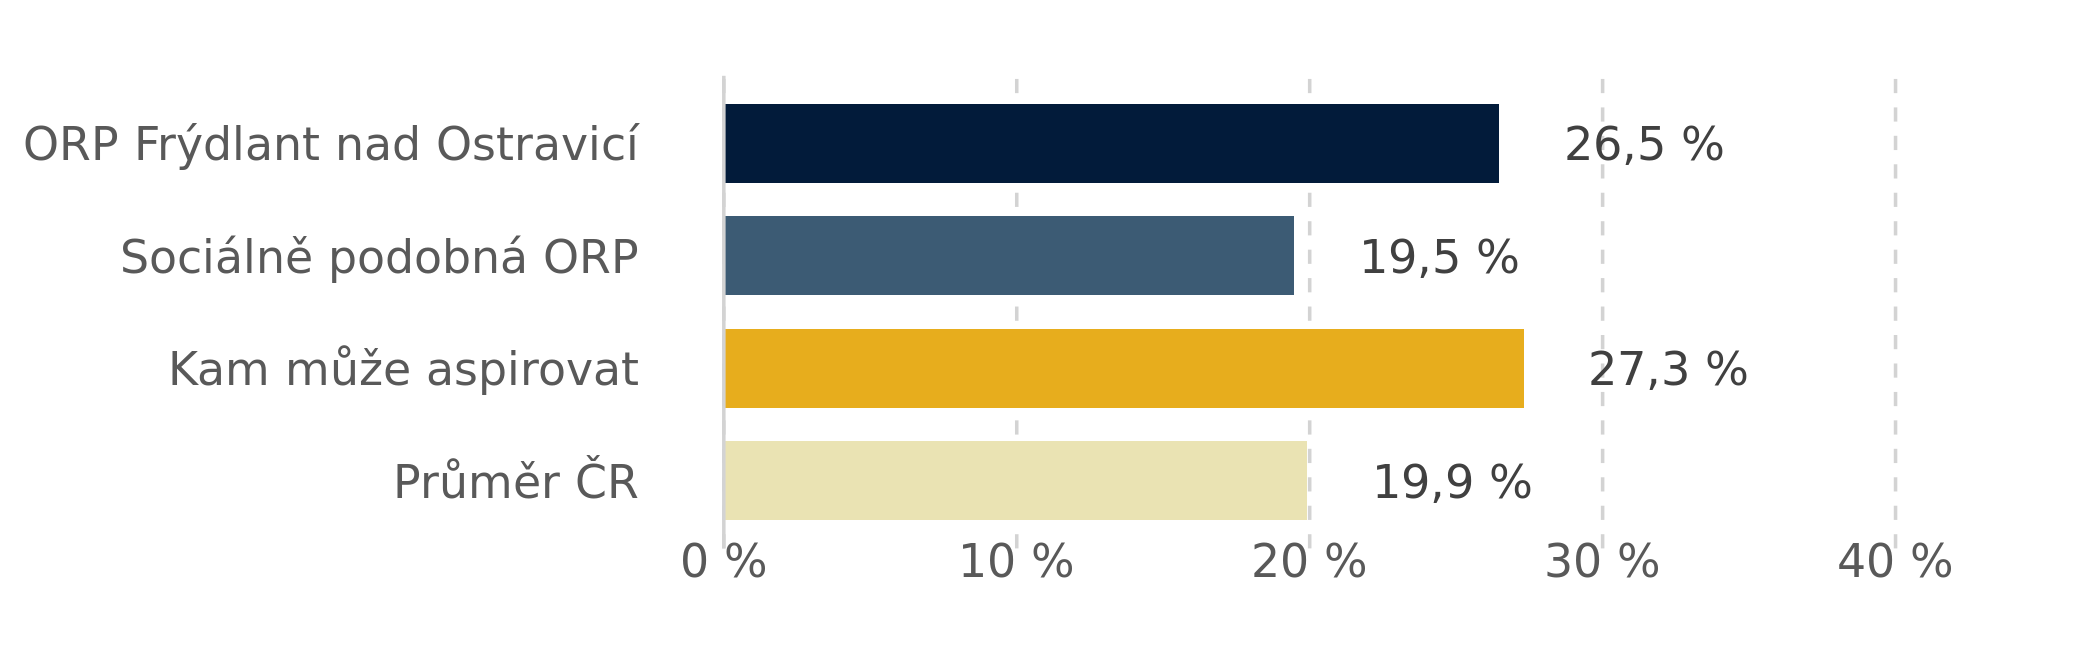 ORP Frýdlant nad Ostravicí 26,5 %
Sociálně podobná ORP 19,5 %
Kam může aspirovat 27,3 %
Průměr ČR 19,9 %
0 % 10 % 20 % 30 % 40 %